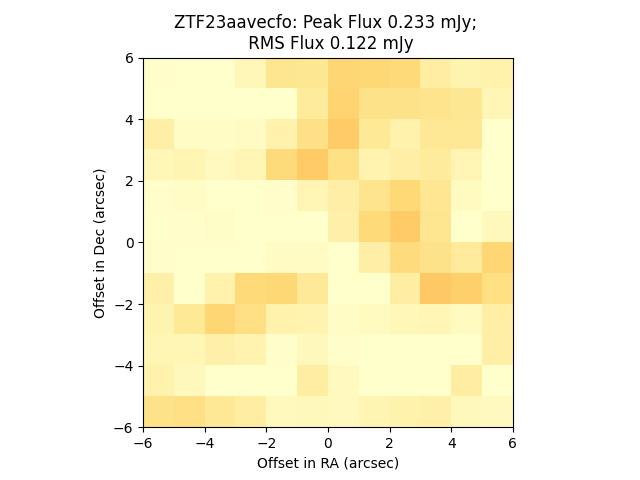 ZTF23aavecfo: Peak Flux 0.233 mJy;
RMS Flux 0.122 mJy
6
4
2
0
−2
−4
−6
Offset in Dec (arcsec)
−6 −4 −2 0 2 4 6
Offset in RA (arcsec)